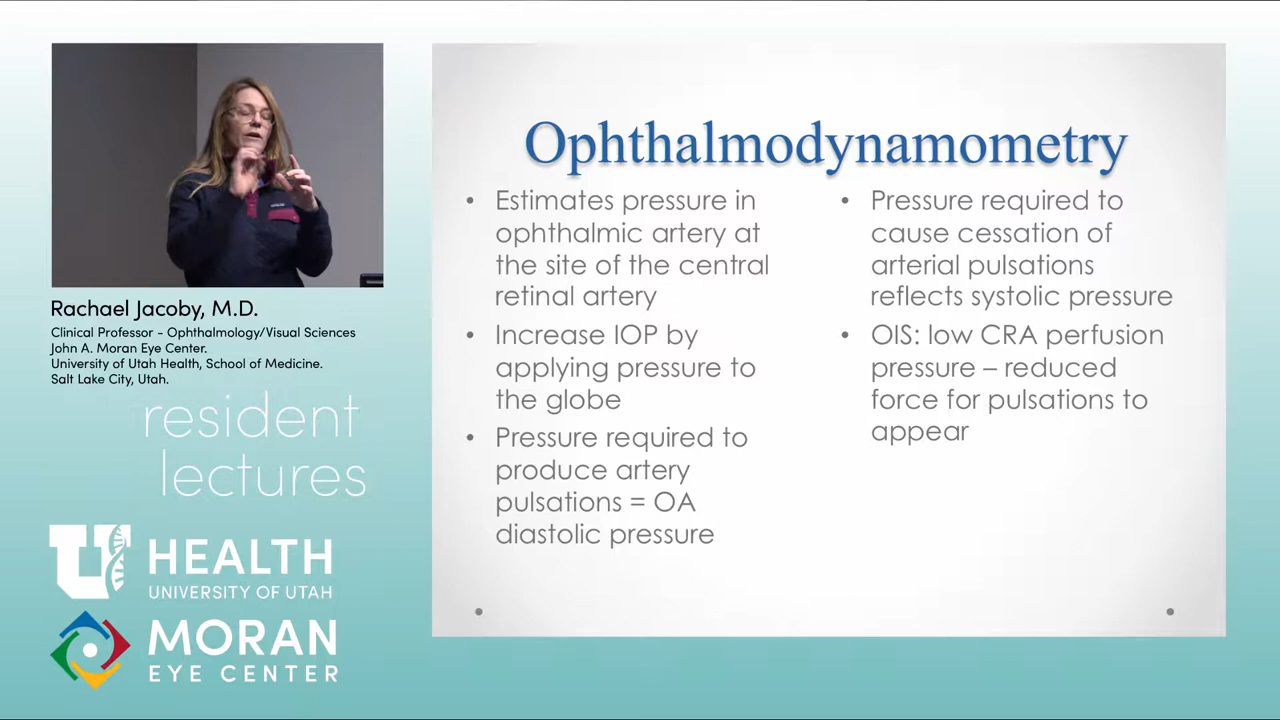 Rachael Jacoby, M.D.
Clinical Professor - Ophthalmology/Visual Sciences
John A. Moran Eye Center.
University of Utah Health, School of Medicine.
Salt Lake City, Utah.
resident
lectures
U HEALTH
UNIVERSITY OF UTAH
MORAN
EYE CENTER
Ophthalmodynamometry
• Estimates pressure in
ophthalmic artery at
the site of the central
retinal artery
• Increase IOP by
applying pressure to
the globe
• Pressure required to
produce artery
pulsations = OA
diastolic pressure
• Pressure required to
cause cessation of
arterial pulsations
reflects systolic pressure
• OIS: low CRA perfusion
pressure – reduced
force for pulsations to
appear